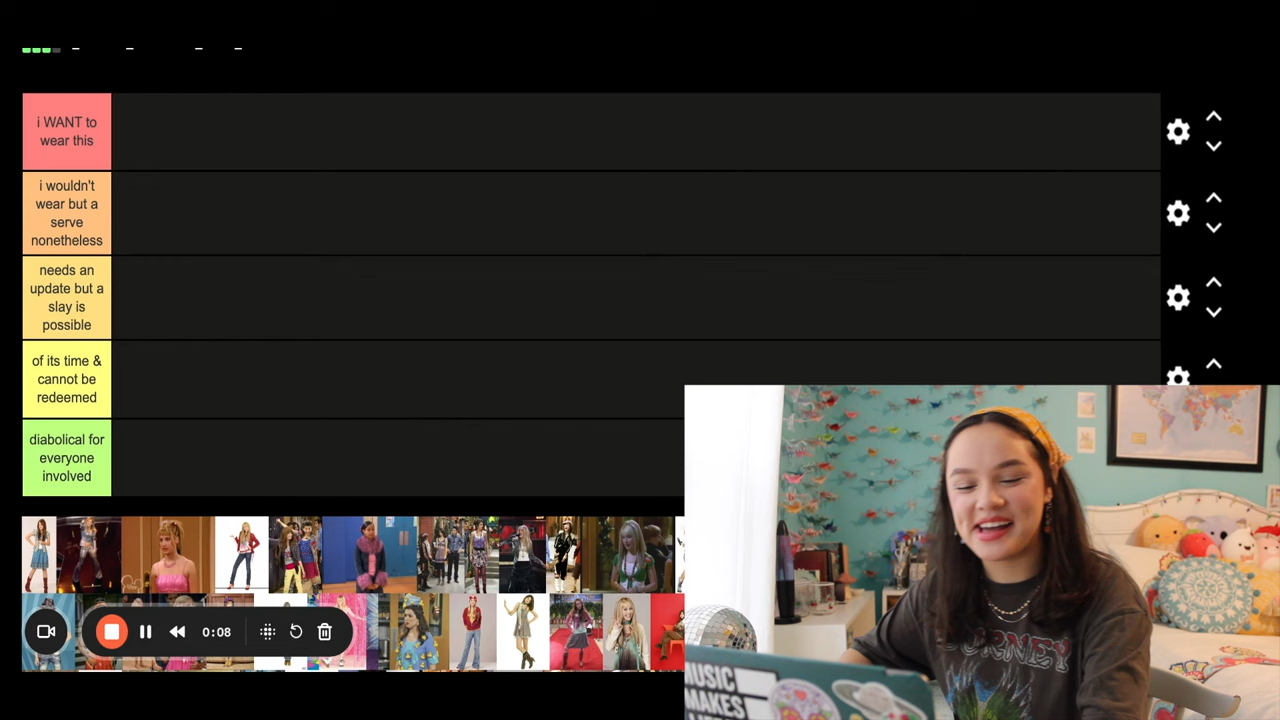 i WANT to
wear this
i wouldn't
wear but a
serve
nonetheless
needs an
update but a
slay is
possible
of its time &
cannot be
redeemed
diabolical for
everyone
involved
0:08
JOURNEY
MUSIC
MAKES